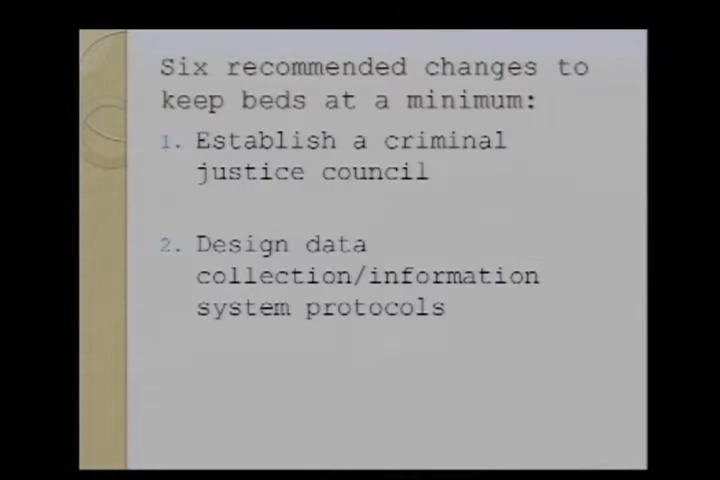 Six recommended changes to
keep beds at a minimum:
1. Establish a criminal
justice council
2. Design data
collection/information
system protocols